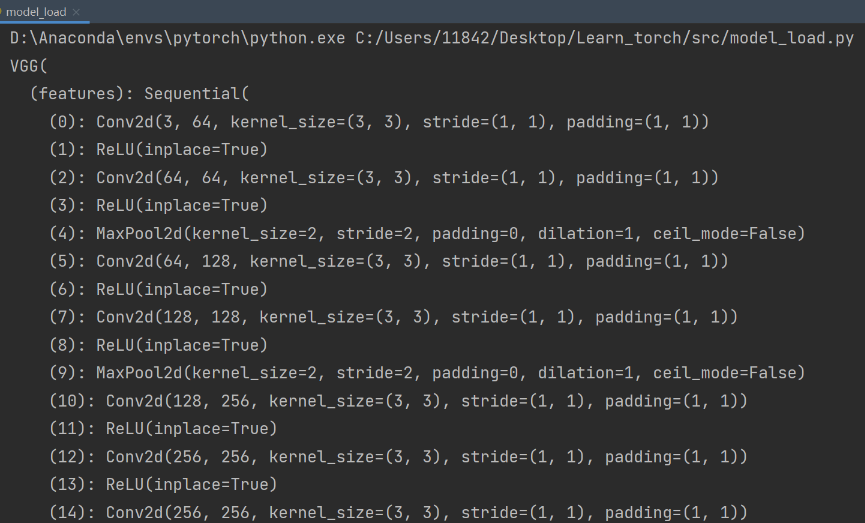 model_load
D:\Anaconda\envs\pytorch\python.exe C:/Users/11842/Desktop/Learn_torch/src/model_load.py
VGG(
(features): Sequential(
(0): Conv2d(3, 64, kernel_size=(3, 3), stride=(1, 1), padding=(1, 1))
(1): ReLU(inplace=True)
(2): Conv2d(64, 64, kernel_size=(3, 3), stride=(1, 1), padding=(1, 1))
(3): ReLU(inplace=True)
(4): MaxPool2d(kernel_size=2, stride=2, padding=0, dilation=1, ceil_mode=False)
(5): Conv2d(64, 128, kernel_size=(3, 3), stride=(1, 1), padding=(1, 1))
(6): ReLU(inplace=True)
(7): Conv2d(128, 128, kernel_size=(3, 3), stride=(1, 1), padding=(1, 1))
(8): ReLU(inplace=True)
(9): MaxPool2d(kernel_size=2, stride=2, padding=0, dilation=1, ceil_mode=False)
(10): Conv2d(128, 256, kernel_size=(3, 3), stride=(1, 1), padding=(1, 1))
(11): ReLU(inplace=True)
(12): Conv2d(256, 256, kernel_size=(3, 3), stride=(1, 1), padding=(1, 1))
(13): ReLU(inplace=True)
(14): Conv2d(256, 256, kernel_size=(3, 3), stride=(1, 1), padding=(1, 1))